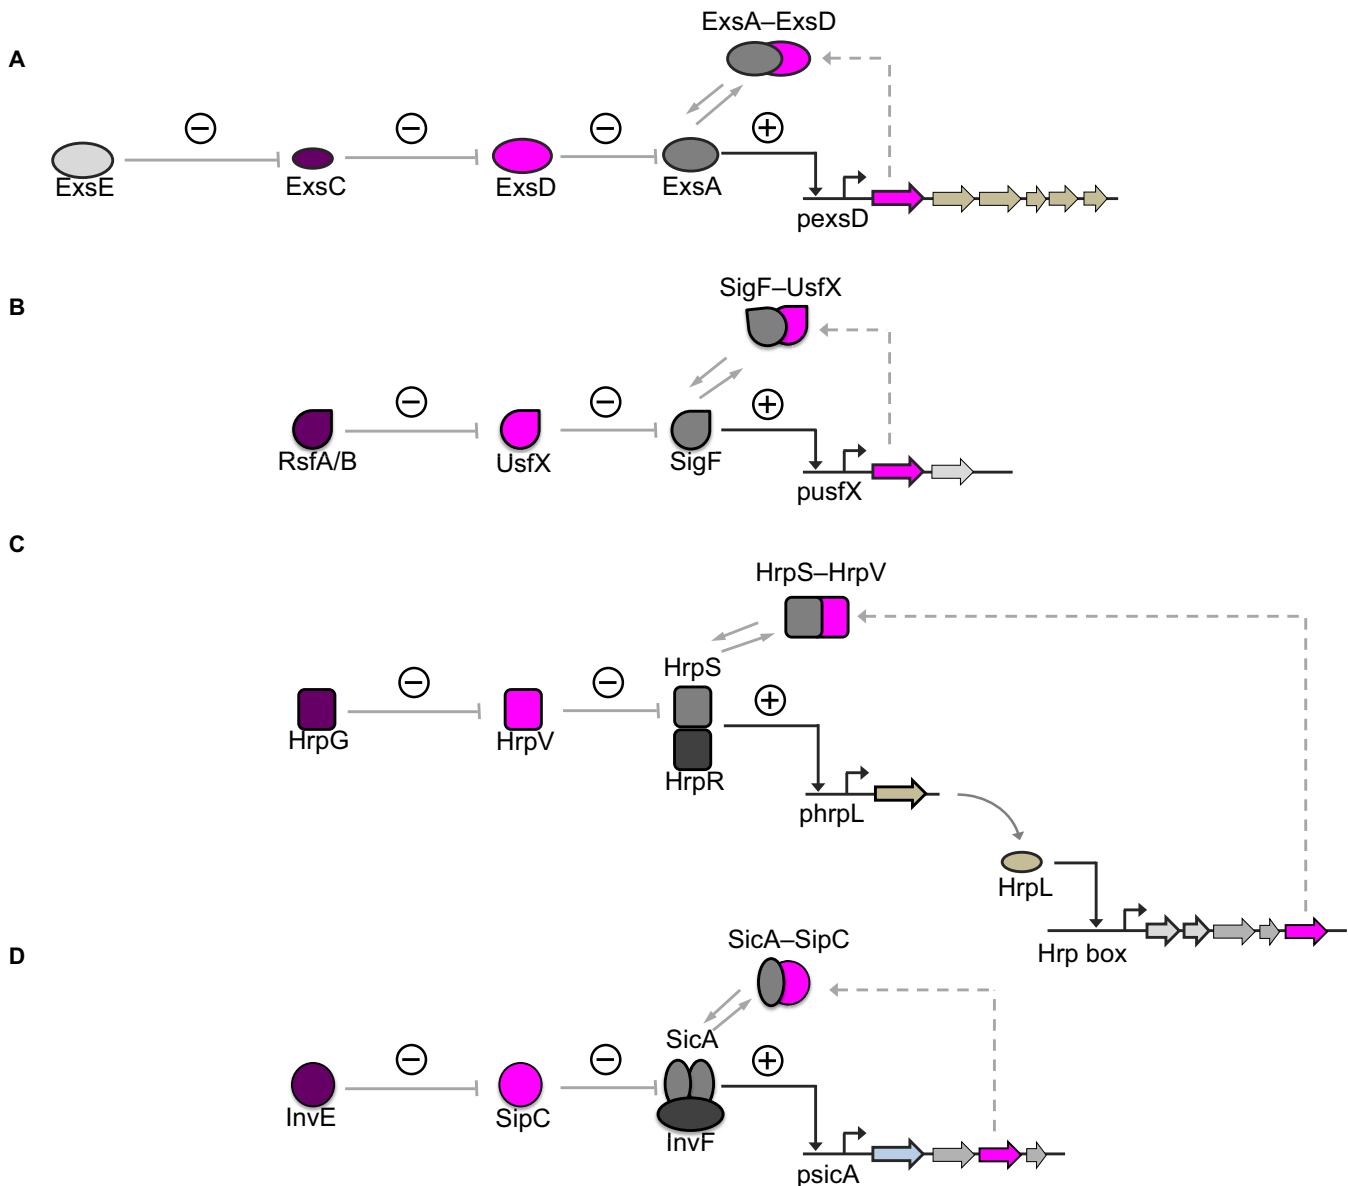 A
ExsA–ExsD
ExsE
ExsC
ExsD
ExsA
pexsD
B
SigF–UsfX
RsfA/B
UsfX
SigF
pusfX
C
HrpS–HrpV
HrpS
HrpG
HrpV
HrpR
phrpL
HrpL
Hrp box
D
SicA–SipC
SicA
InvE
SipC
InvF
psicA